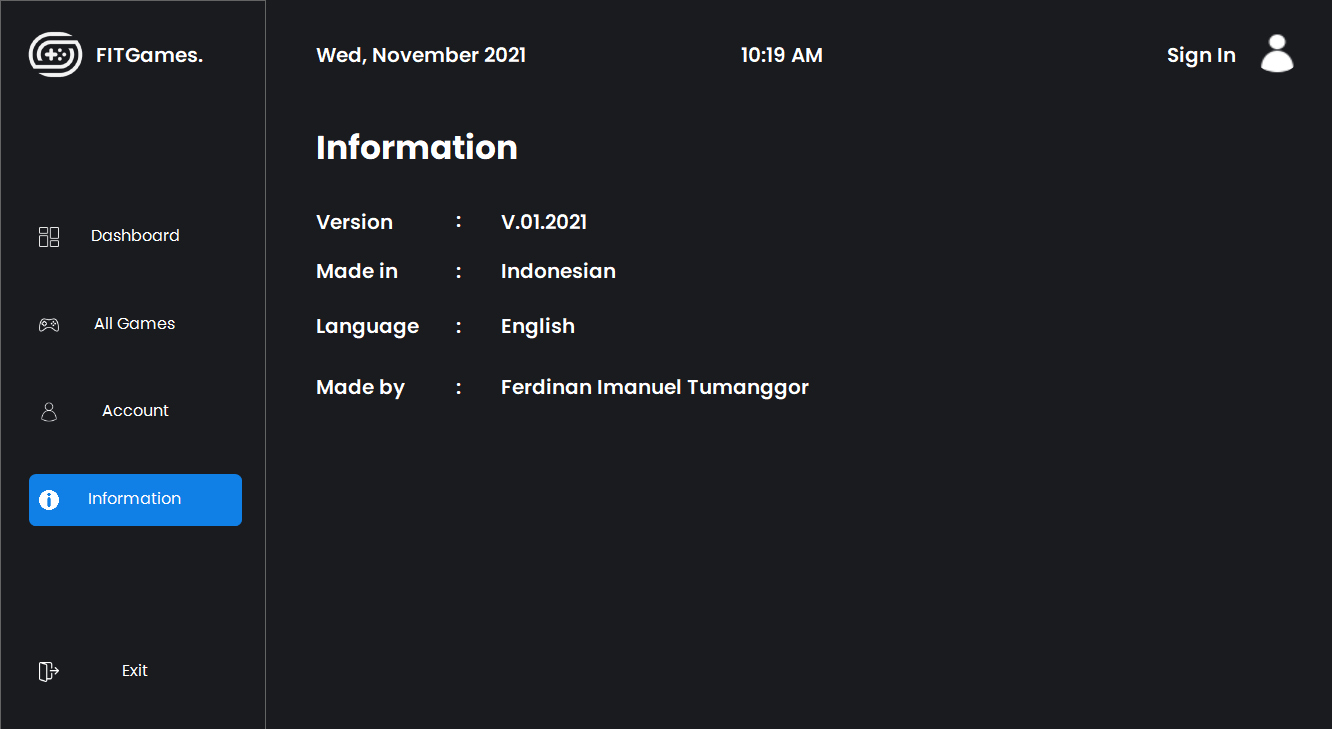 FITGames.
Wed, November 2021
10:19 AM
Sign In
Information
Version : V.01.2021
Made in : Indonesian
Language : English
Made by : Ferdinan Imanuel Tumanggor
Dashboard
All Games
Account
Information
Exit